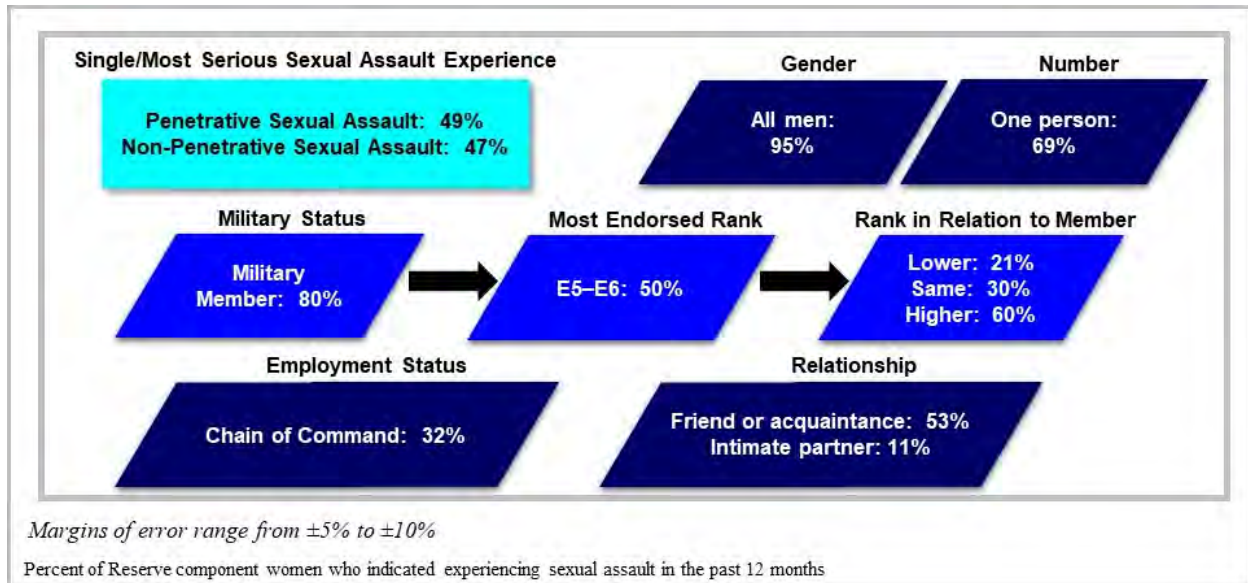 Single/Most Serious Sexual Assault Experience
Penetrative Sexual Assault: 49%
Non-Penetrative Sexual Assault: 47%
Gender
All men:
95%
Number
One person:
69%
Military Status
Military
Member: 80%
Most Endorsed Rank
E5–E6: 50%
Rank in Relation to Member
Lower: 21%
Same: 30%
Higher: 60%
Employment Status
Chain of Command: 32%
Relationship
Friend or acquaintance: 53%
Intimate partner: 11%
Margins of error range from ±5% to ±10%
Percent of Reserve component women who indicated experiencing sexual assault in the past 12 months